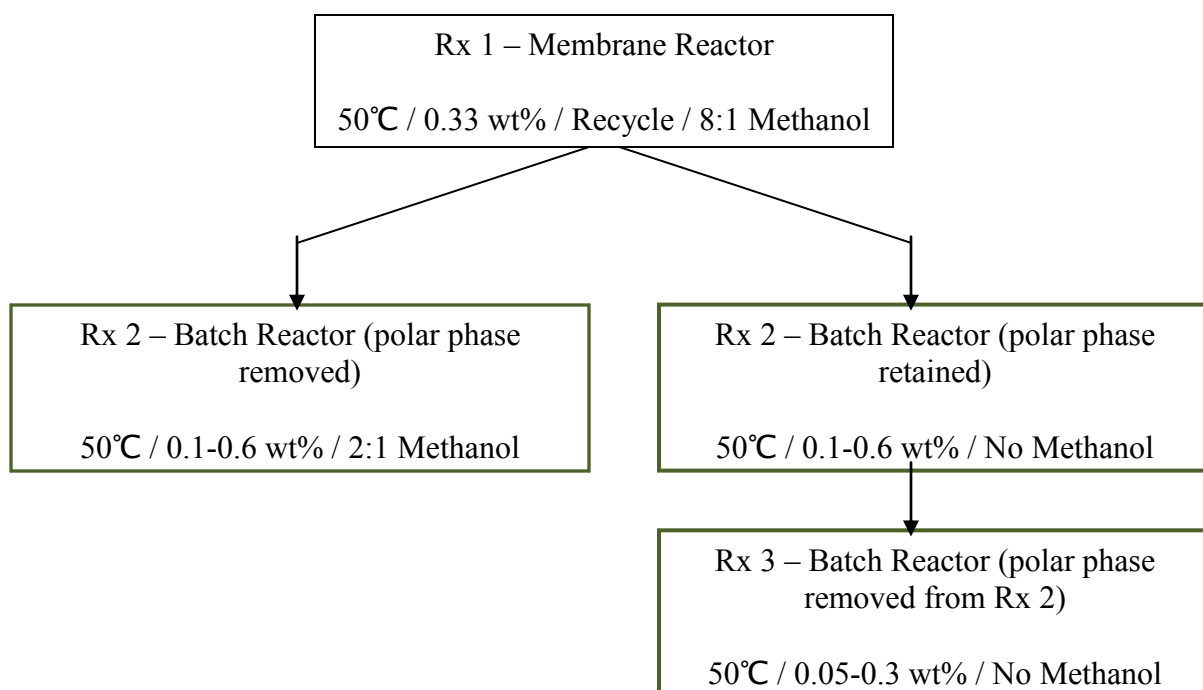 Rx 1 – Membrane Reactor
50℃ / 0.33 wt% / Recycle / 8:1 Methanol
Rx 2 – Batch Reactor (polar phase
removed)
50℃ / 0.1-0.6 wt% / 2:1 Methanol
Rx 2 – Batch Reactor (polar phase
retained)
50℃ / 0.1-0.6 wt% / No Methanol
Rx 3 – Batch Reactor (polar phase
removed from Rx 2)
50℃ / 0.05-0.3 wt% / No Methanol